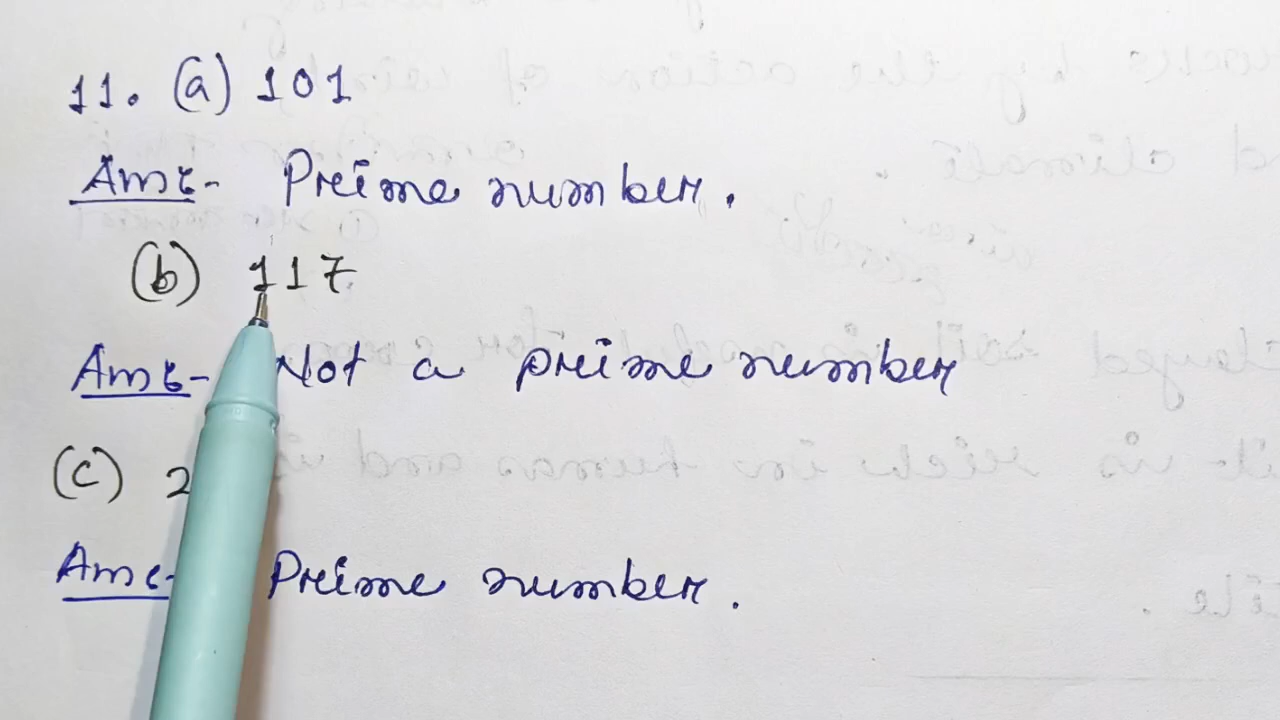 11. (a) 101
Ans:- Prime number.
(b) 117
Ans:- Not a prime number
(c) 2
Ans:- Prime number.